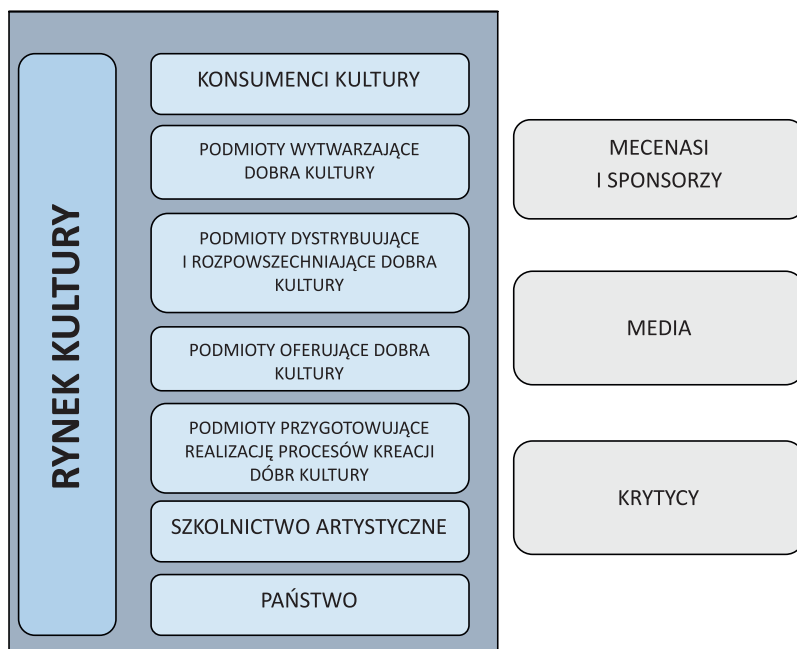 RYNEK KULTURY
KONSUMENCI KULTURY
PODMIOTY WYTWARZAJĄCE
DOBRA KULTURY
PODMIOTY DYSTRYBUUJĄCE
I ROZPOWSZECHNIAJĄCE DOBRA
KULTURY
PODMIOTY OFERUJĄCE DOBRA
KULTURY
PODMIOTY PRZYGOTOWUJĄCE
REALIZACJĘ PROCESÓW KREACJI
DÓBR KULTURY
SZKOLNICTWO ARTYSTYCZNE
PAŃSTWO
MECENASI
I SPONSORZY
MEDIA
KRYTYCY